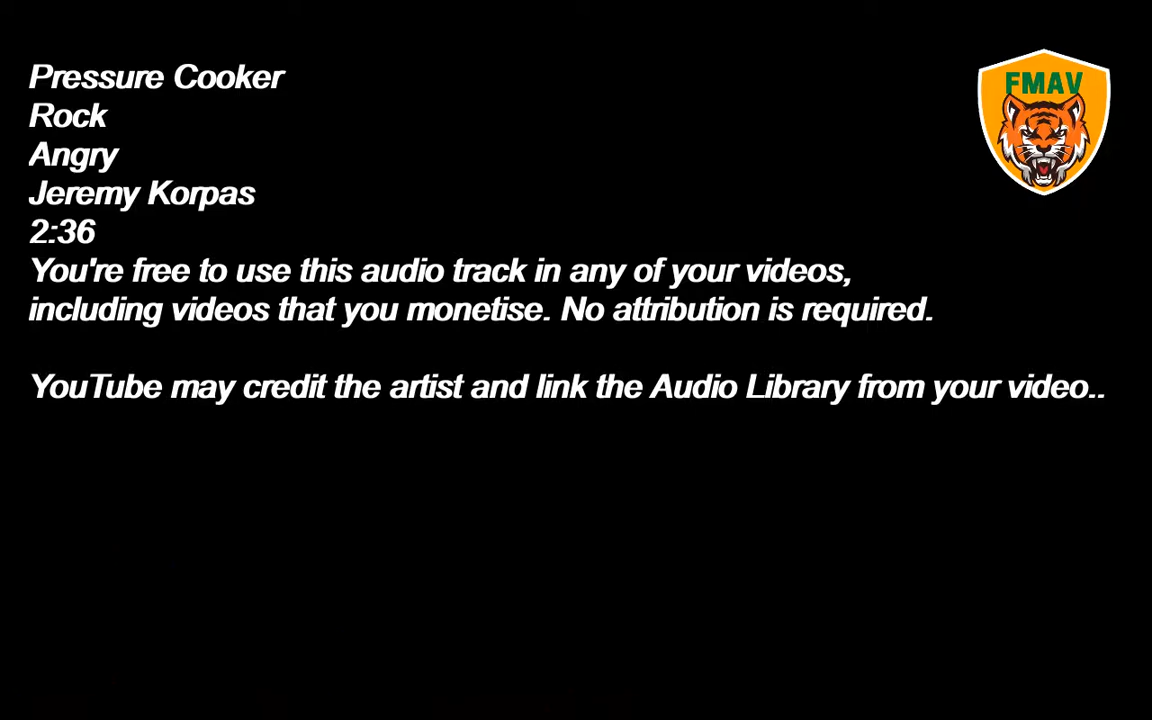 Pressure Cooker
FMAV
Rock
Angry
Jeremy Korpas
2:36
You're free to use this audio track in any of your videos,
including videos that you monetise. No attribution is required.
YouTube may credit the artist and link the Audio Library from your video..